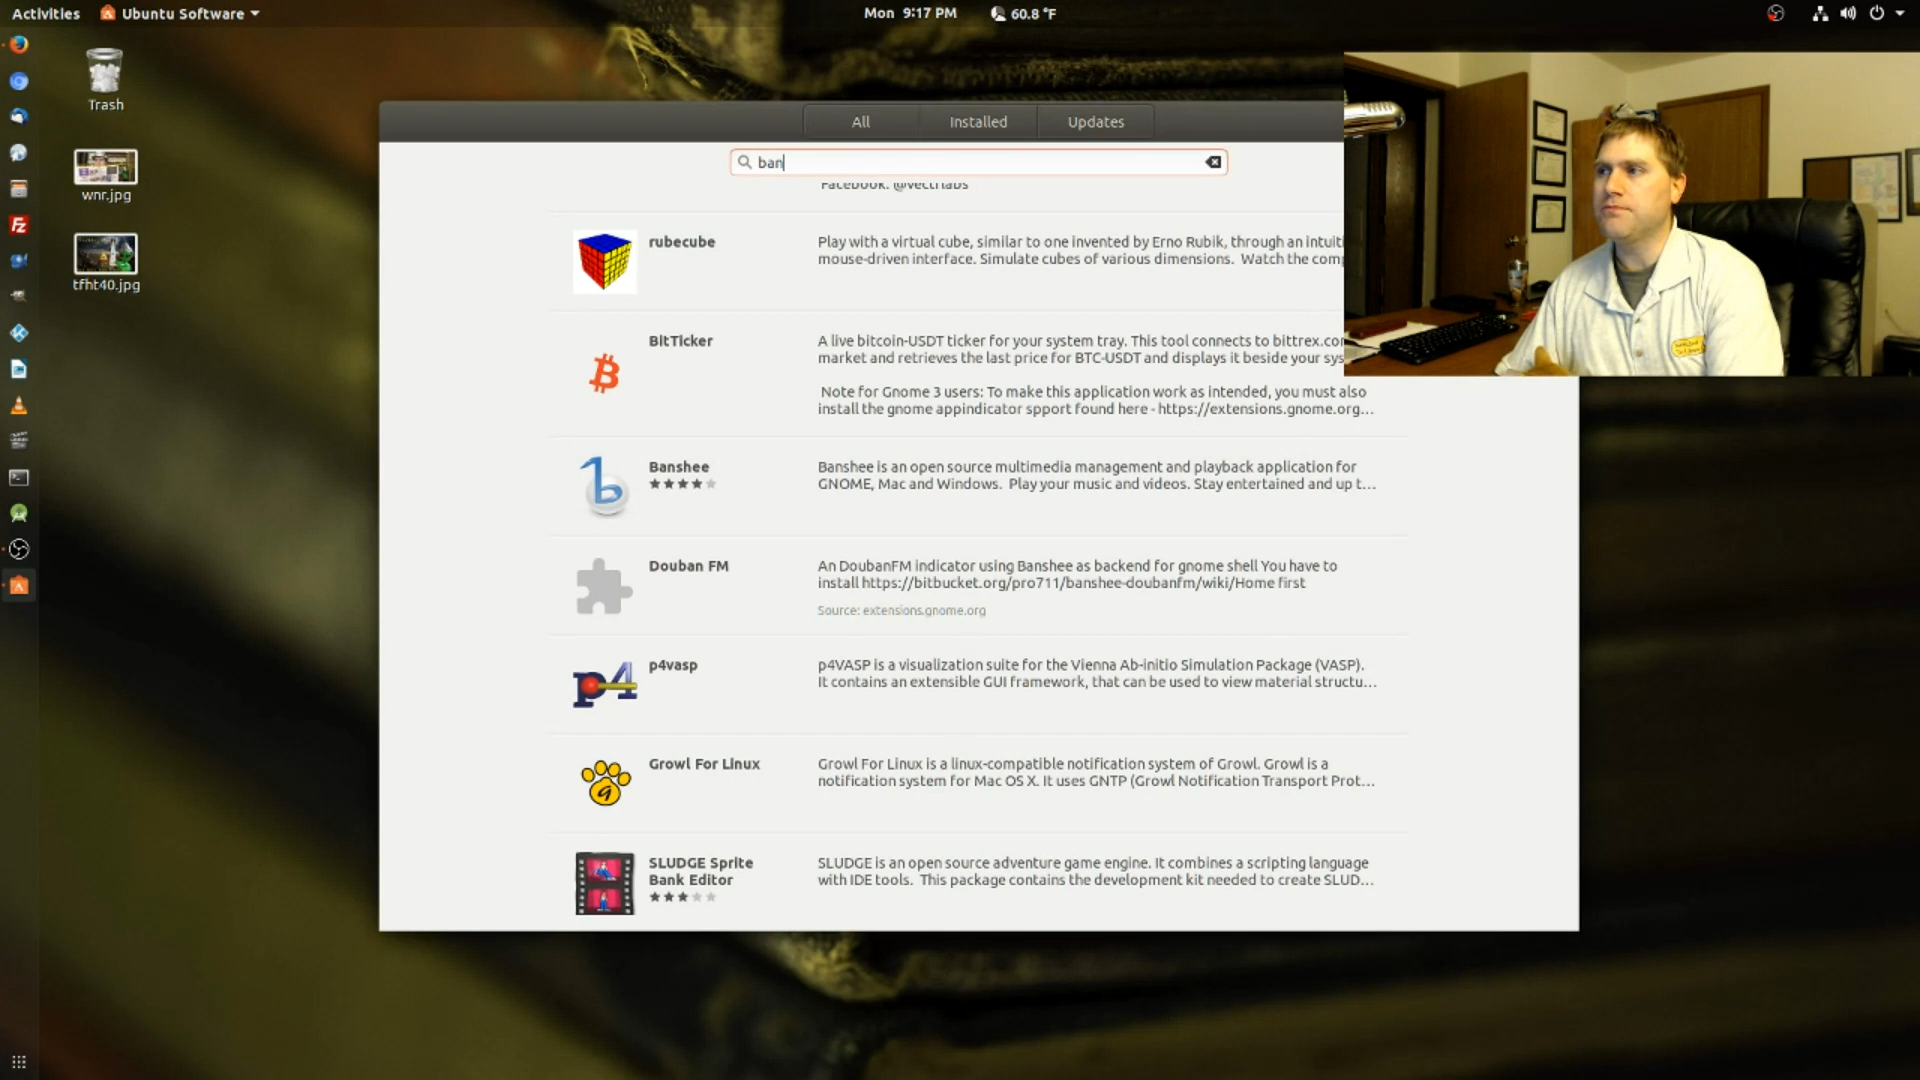 Activities
Ubuntu Software
Mon 9:17 PM
60.8 °F
Trash
wnr.jpg
tfht40.jpg
All
Installed
Updates
ban
Facebook: @vectrlabs
rubecube
Play with a virtual cube, similar to one invented by Erno Rubik, through an intuiti
mouse-driven interface. Simulate cubes of various dimensions. Watch the com
BitTicker
A live bitcoin-USDT ticker for your system tray. This tool connects to bittrex.co
market and retrieves the last price for BTC-USDT and displays it beside your sys
Note for Gnome 3 users: To make this application work as intended, you must also
install the gnome appindicator spport found here - https://extensions.gnome.org...
Banshee
Banshee is an open source multimedia management and playback application for
GNOME, Mac and Windows. Play your music and videos. Stay entertained and up t...
Douban FM
An DoubanFM indicator using Banshee as backend for gnome shell You have to
install https://bitbucket.org/pro711/banshee-doubanfm/wiki/Home first
Source: extensions.gnome.org
p4
p4vasp
p4VASP is a visualization suite for the Vienna Ab-initio Simulation Package (VASP).
It contains an extensible GUI framework, that can be used to view material structu...
Growl For Linux
Growl For Linux is a linux-compatible notification system of Growl. Growl is a
notification system for Mac OS X. It uses GNTP (Growl Notification Transport Prot...
SLUDGE Sprite
Bank Editor
SLUDGE is an open source adventure game engine. It combines a scripting language
with IDE tools. This package contains the development kit needed to create SLUD...